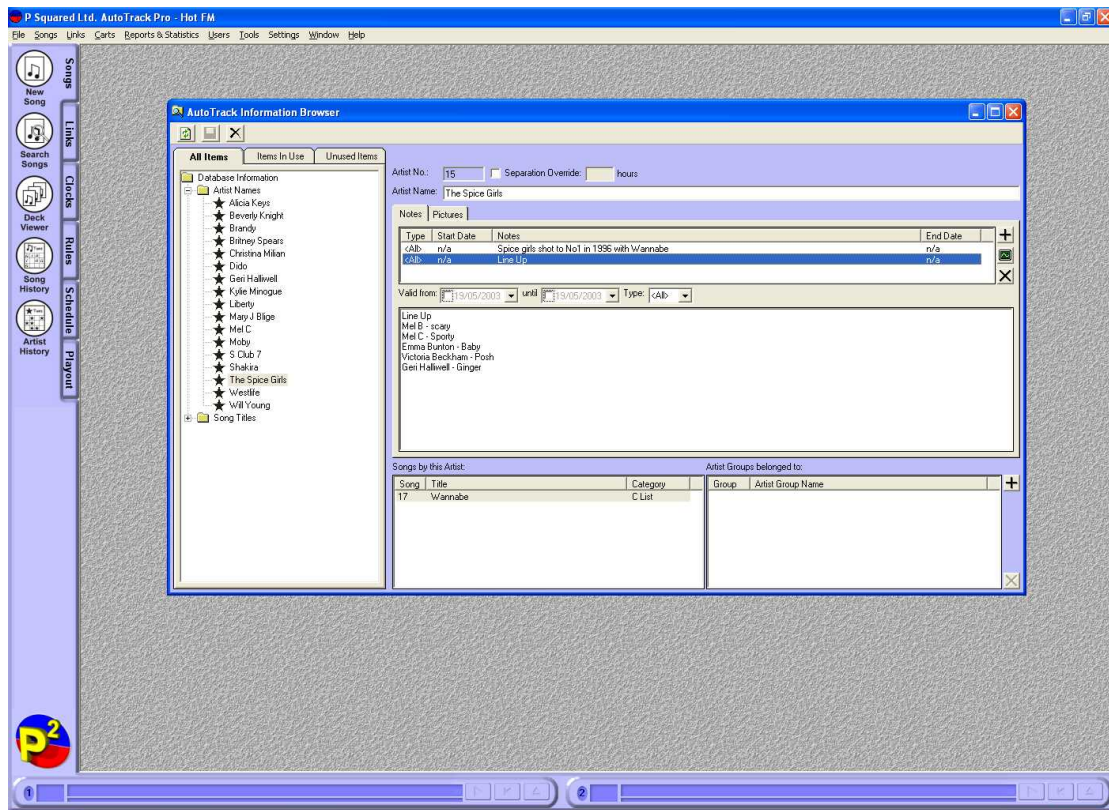 P Squared Ltd. AutoTrack Pro - Hot FM
File Songs Links Carts Reports & Statistics Users Tools Settings Window Help
New Song
Search Songs
Deck Viewer
Song History
Artist History
Songs
Links
Clocks
Rules
Schedule
Playout
AutoTrack Information Browser
All Items Items In Use Unused Items
Database Information
Artist Names
Alicia Keys
Beverly Knight
Brandy
Britney Spears
Christina Milian
Dido
Geri Halliwell
Kylie Minogue
Liberty
Mary J Blige
Mel C
Moby
S Club 7
Shakira
The Spice Girls
Westlife
Will Young
Song Titles
Artist No.: 15 Separation Override: hours
Artist Name: The Spice Girls
Notes Pictures
Type Start Date Notes End Date
<All> n/a Spice girls shot to No1 in 1996 with Wannabe n/a
<All> n/a Line Up n/a
Valid from: 19/05/2003 until 19/05/2003 Type: <All>
Line Up
Mel B - scary
Mel C - Sporty
Emma Bunton - Baby
Victoria Beckham - Posh
Geri Halliwell - Ginger
Songs by this Artist:
Song Title Category
17 Wannabe C List
Artist Groups belonged to:
Group Artist Group Name
P2
1
2